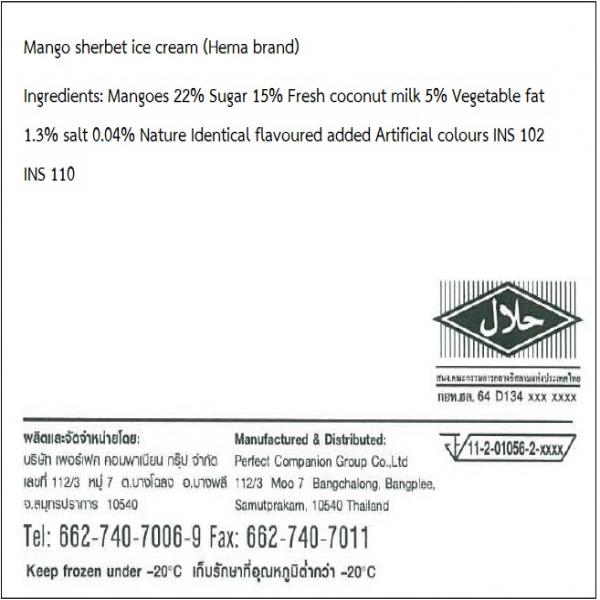 Mango sherbet ice cream (Hema brand)
Ingredients: Mangoes 22% Sugar 15% Fresh coconut milk 5% Vegetable fat
1.3% salt 0.04% Nature Identical flavoured added Artificial colours INS 102
INS 110
حلال
สนง.คณะกรรมการกลางอิสลามแห่งประเทศไทย
กอท.ฮล. 64 D134 xxx xxxx
ผลิตและจัดจำหน่ายโดย:
บริษัท เพอร์เฟค คอมพาเนียน กรุ๊ป จำกัด
เลขที่ 112/3 หมู่ 7 ต.บางโฉลง อ.บางพลี
จ.สมุทรปราการ 10540
Manufactured & Distributed:
Perfect Companion Group Co.,Ltd
112/3 Moo 7 Bangchalong, Bangplee,
Samutprakam, 10540 Thailand
11-2-01056-2-xxxx
Tel: 662-740-7006-9 Fax: 662-740-7011
Keep frozen under -20°C เก็บรักษาที่อุณหภูมิต่ำกว่า -20°C